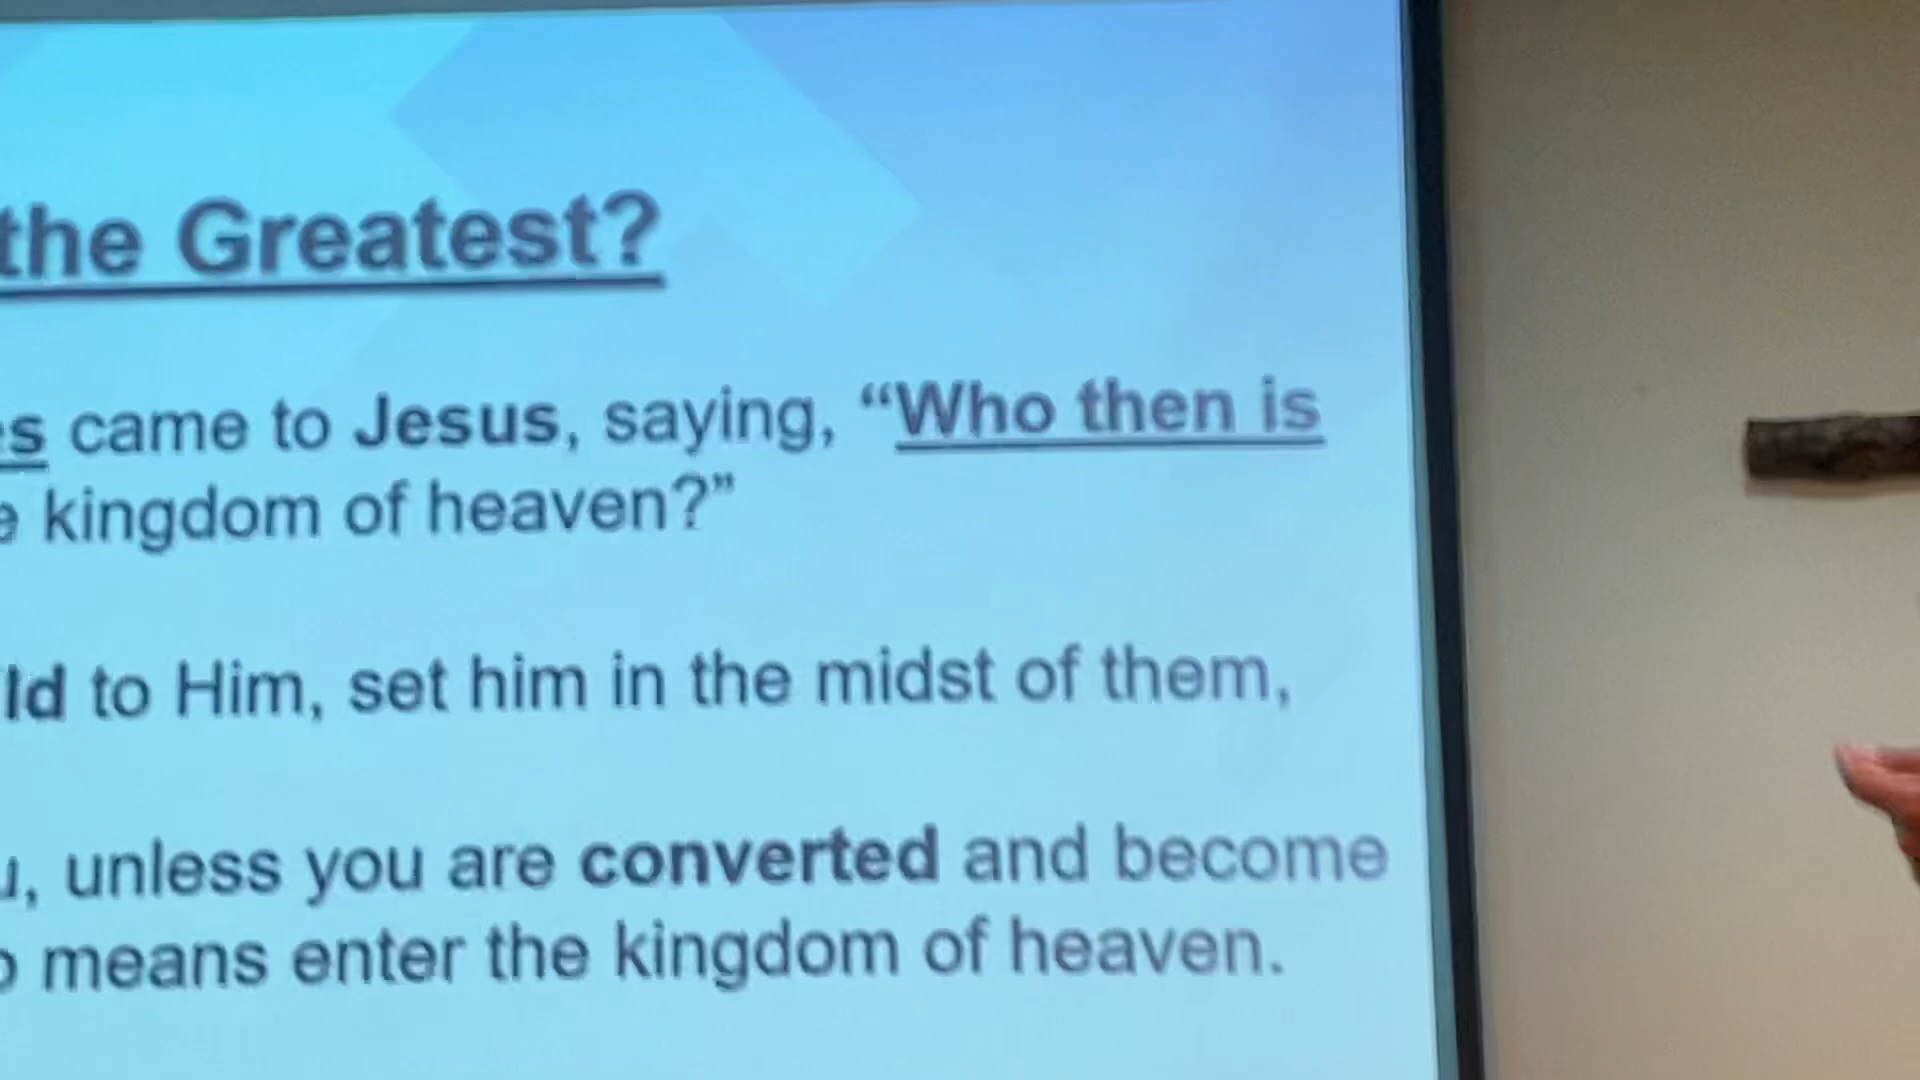 the Greatest?
came to Jesus, saying, “Who then is
kingdom of heaven?”
to Him, set him in the midst of them,
unless you are converted and become
means enter the kingdom of heaven.